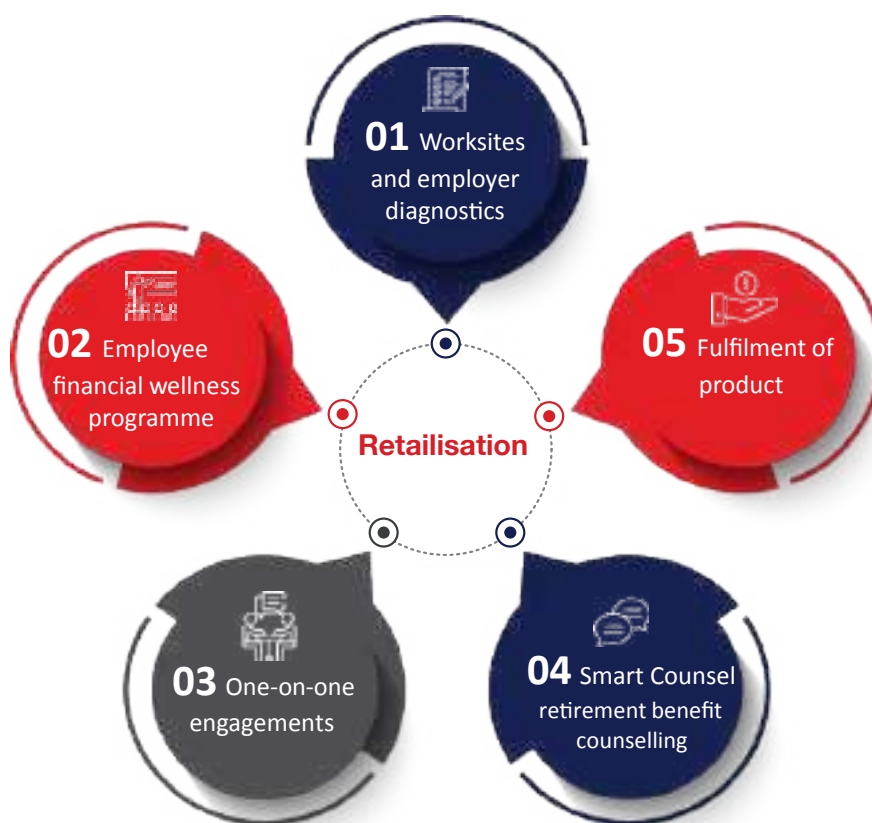 01 Worksites
and employer
diagnostics
02 Employee
financial wellness
programme
03 One-on-one
engagements
04 Smart Counsel
retirement benefit
counselling
05 Fulfilment of
product
Retailisation